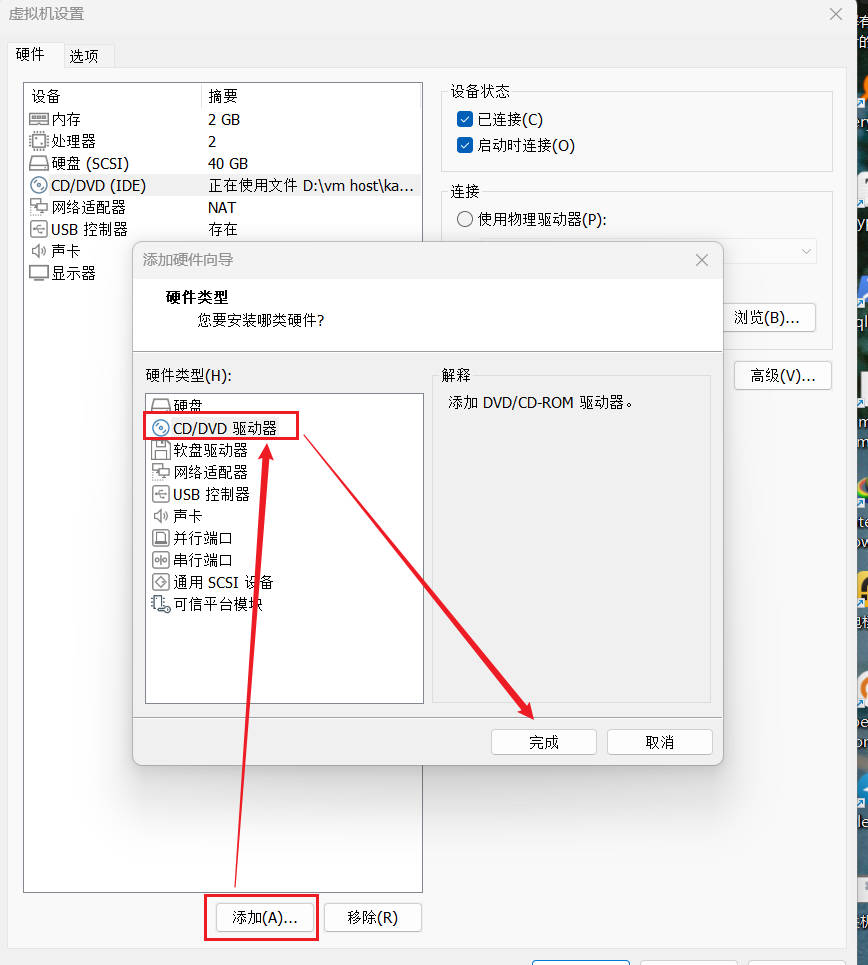 虚拟机设置
硬件 选项
设备 摘要
内存 2 GB
处理器 2
硬盘 (SCSI) 40 GB
CD/DVD (IDE) 正在使用文件 D:\vm host\ka...
网络适配器 NAT
USB 控制器 存在
声卡
显示器
设备状态
已连接(C)
启动时连接(O)
连接
使用物理驱动器(P):
浏览(B)...
高级(V)...
添加硬件向导
硬件类型
您要安装哪类硬件?
硬件类型(H):
硬盘
CD/DVD 驱动器
软盘驱动器
网络适配器
USB 控制器
声卡
并行端口
串行端口
通用 SCSI 设备
可信平台模块
解释
添加 DVD/CD-ROM 驱动器。
完成 取消
添加(A)... 移除(R)